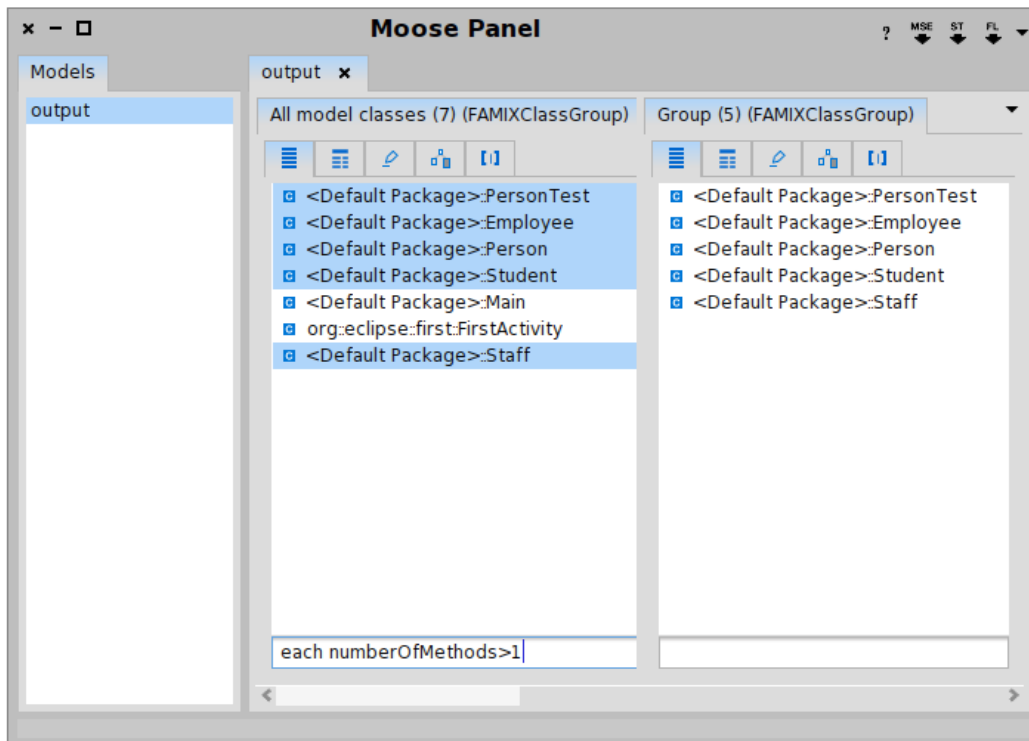 Moose Panel
? MSE ST FL
Models
output
output
All model classes (7) (FAMIXClassGroup)
<Default Package>::PersonTest
<Default Package>::Employee
<Default Package>::Person
<Default Package>::Student
<Default Package>::Main
org::eclipse::first::FirstActivity
<Default Package>::Staff
each numberOfMethods>1
Group (5) (FAMIXClassGroup)
<Default Package>::PersonTest
<Default Package>::Employee
<Default Package>::Person
<Default Package>::Student
<Default Package>::Staff